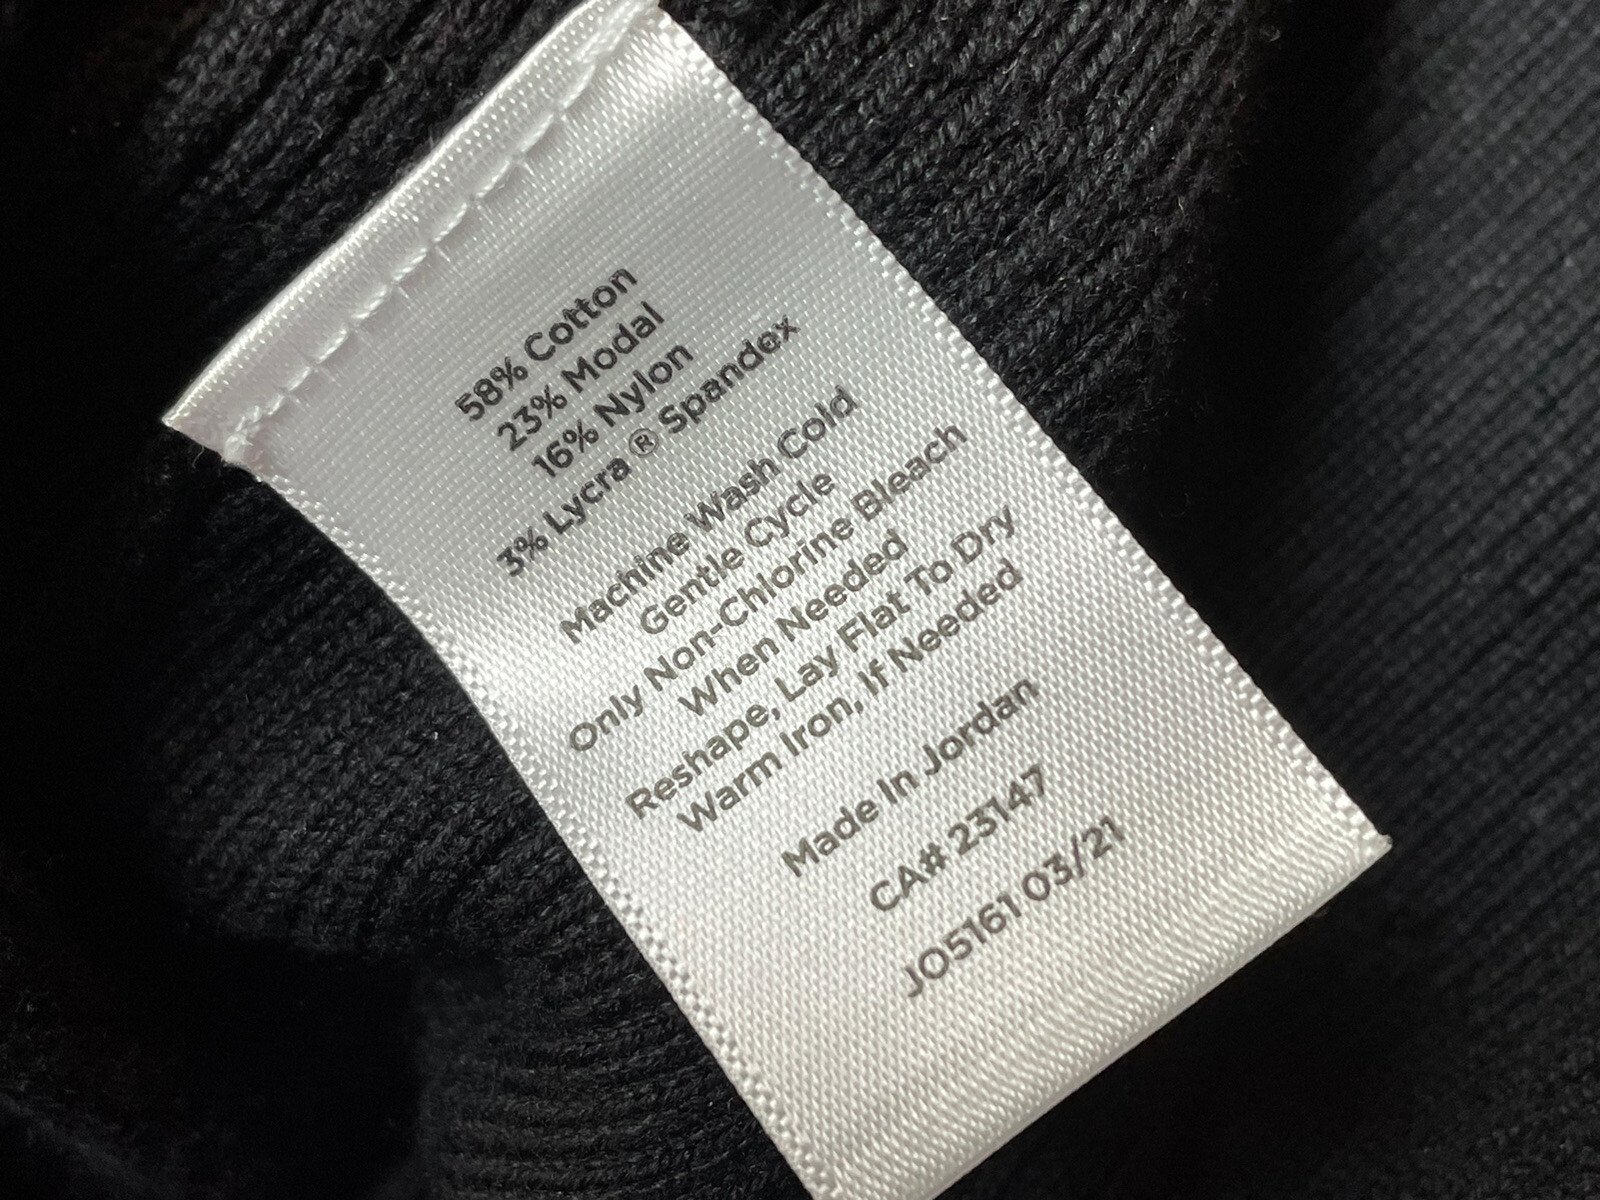 58% Cotton
23% Modal
16% Nylon
3% Lycra ® Spandex
Machine Wash Cold
Gentle Cycle
Only Non-Chlorine Bleach
When Needed
Reshape, Lay Flat To Dry
Warm Iron, If Needed
Made In Jordan
CA# 23147
JO5161 03/21